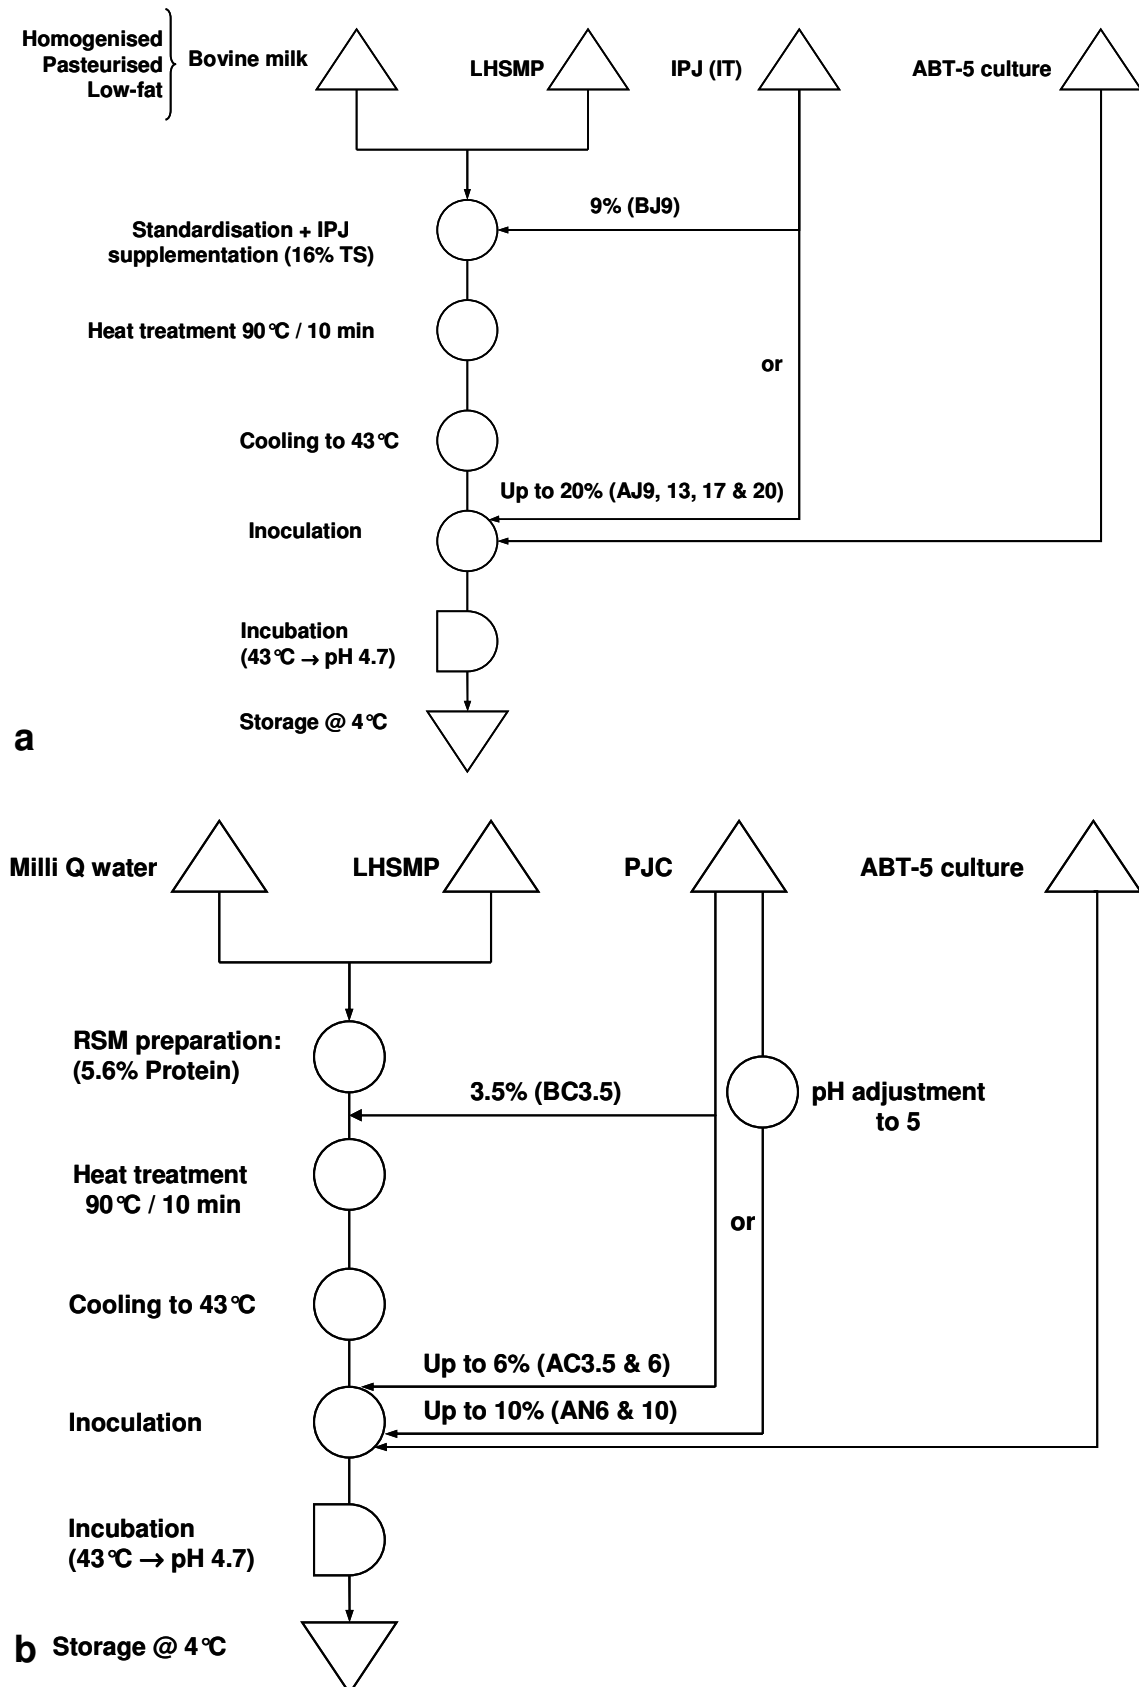 Homogenised
Pasteurised
Low-fat
Bovine milk
LHSMP
IPJ (IT)
ABT-5 culture
9% (BJ9)
Standardisation + IPJ
supplementation (16% TS)
Heat treatment 90°C / 10 min
or
Cooling to 43°C
Up to 20% (AJ9, 13, 17 & 20)
Inoculation
Incubation
(43°C → pH 4.7)
Storage @ 4°C
a
Milli Q water
LHSMP
PJC
ABT-5 culture
RSM preparation:
(5.6% Protein)
3.5% (BC3.5)
pH adjustment
to 5
Heat treatment
90°C / 10 min
or
Cooling to 43°C
Up to 6% (AC3.5 & 6)
Up to 10% (AN6 & 10)
Inoculation
Incubation
(43°C → pH 4.7)
b
Storage @ 4°C